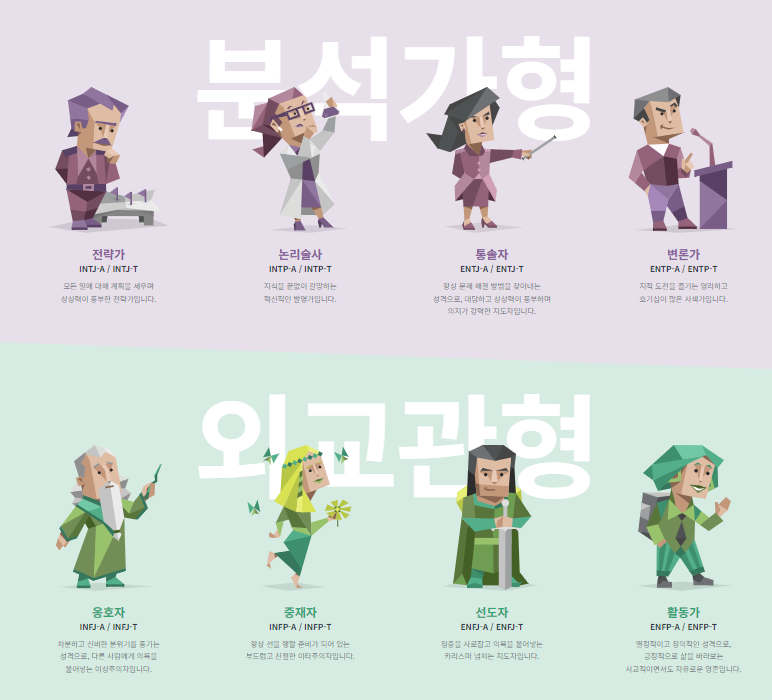 분석가형
전략가
INTJ-A / INTJ-T
모든 일에 대해 계획을 세우며
상상력이 풍부한 전략가입니다.
논리술사
INTP-A / INTP-T
지식을 끝없이 갈망하는
혁신적인 발명가입니다.
통솔자
ENTJ-A / ENTJ-T
항상 문제 해결 방법을 찾아내는
성격으로, 대담하고 상상력이 풍부하며
의지가 강력한 지도자입니다.
변론가
ENTP-A / ENTP-T
지적 도전을 즐기는 영리하고
호기심이 많은 사색가입니다.
외교관형
옹호자
INFJ-A / INFJ-T
차분하고 신비한 분위기를 풍기는
성격으로, 다른 사람에게 의욕을
불어넣는 이상주의자입니다.
중재자
INFP-A / INFP-T
항상 선을 행할 준비가 되어 있는
부드럽고 친절한 이타주의자입니다.
선도자
ENFJ-A / ENFJ-T
청중을 사로잡고 의욕을 불어넣는
카리스마 넘치는 지도자입니다.
활동가
ENFP-A / ENFP-T
열정적이고 창의적인 성격으로,
긍정적으로 삶을 바라보는
사교적이면서도 자유로운 영혼입니다.